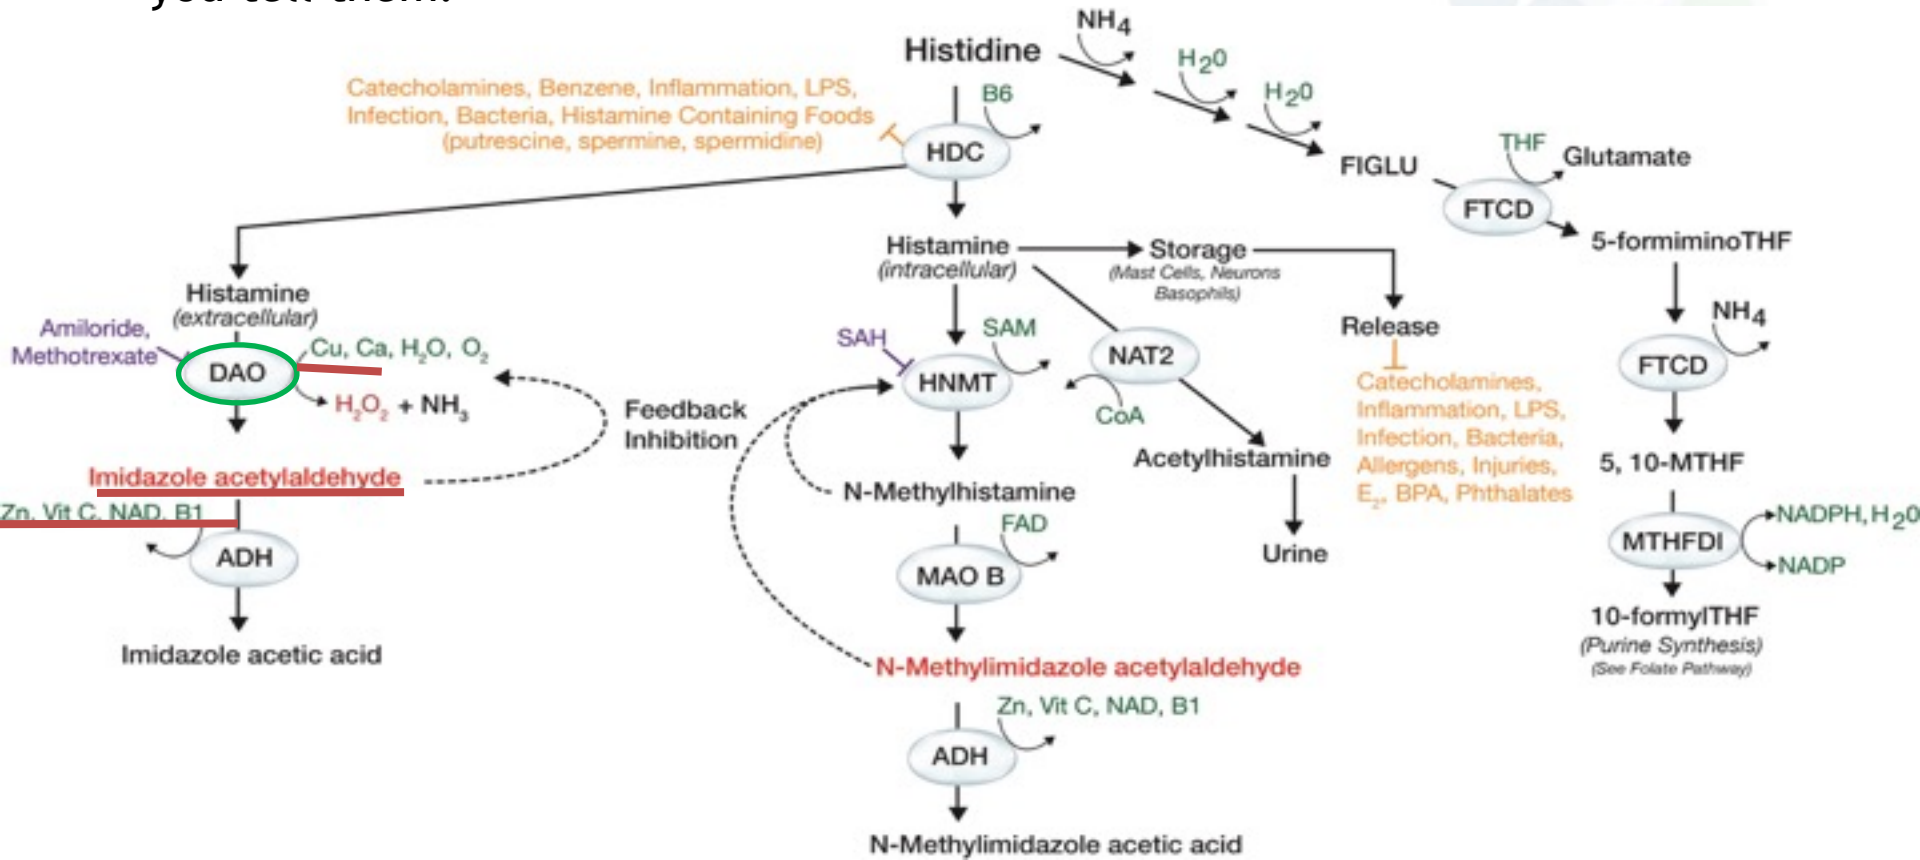 you tell them.
NH4
Histidine
H20
Catecholamines, Benzene, Inflammation, LPS,
Infection, Bacteria, Histamine Containing Foods
(putrescine, spermine, spermidine)
B6
H20
HDC
FIGLU
THF
Glutamate
FTCD
5-formiminoTHF
Histamine
(intracellular)
Storage
(Mast Cells, Neurons
Basophils)
Histamine
(extracellular)
Amiloride,
Methotrexate
DAO
Cu, Ca, H2O, O2
H2O2 + NH3
Feedback
Inhibition
SAH
SAM
HNMT
NAT2
CoA
Release
Catecholamines,
Inflammation, LPS,
Infection, Bacteria,
Allergens, Injuries,
E2, BPA, Phthalates
NH4
FTCD
Imidazole acetylaldehyde
Zn, Vit C, NAD, B1
ADH
Imidazole acetic acid
N-Methylhistamine
FAD
MAO B
Acetylhistamine
Urine
5, 10-MTHF
MTHFDI
NADPH, H20
NADP
10-formylTHF
(Purine Synthesis)
(See Folate Pathway)
N-Methylimidazole acetylaldehyde
Zn, Vit C, NAD, B1
ADH
N-Methylimidazole acetic acid